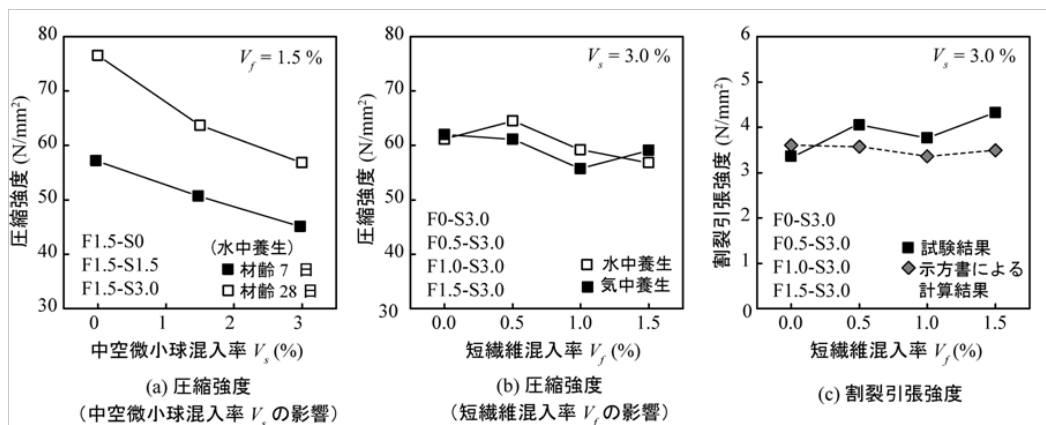 80
70
60
50
40
30
圧縮強度 (N/mm²)
V_f = 1.5 %
F1.5-S0
F1.5-S1.5
F1.5-S3.0
(水中養生)
■ 材齢 7 日
□ 材齢 28 日
0 1 2 3
中空微小球混入率 V_s (%)
(a) 圧縮強度
（中空微小球混入率 V_s の影響）
80
70
60
50
40
30
圧縮強度 (N/mm²)
V_s = 3.0 %
F0-S3.0
F0.5-S3.0
F1.0-S3.0
F1.5-S3.0
□ 水中養生
■ 気中養生
0.0 0.5 1.0 1.5
短繊維混入率 V_f (%)
(b) 圧縮強度
（短繊維混入率 V_f の影響）
6
5
4
3
2
1
0
割裂引張強度 (N/mm²)
V_s = 3.0 %
F0-S3.0
F0.5-S3.0
F1.0-S3.0
F1.5-S3.0
■ 試験結果
◆ 示方書による
計算結果
0.0 0.5 1.0 1.5
短繊維混入率 V_f (%)
(c) 割裂引張強度